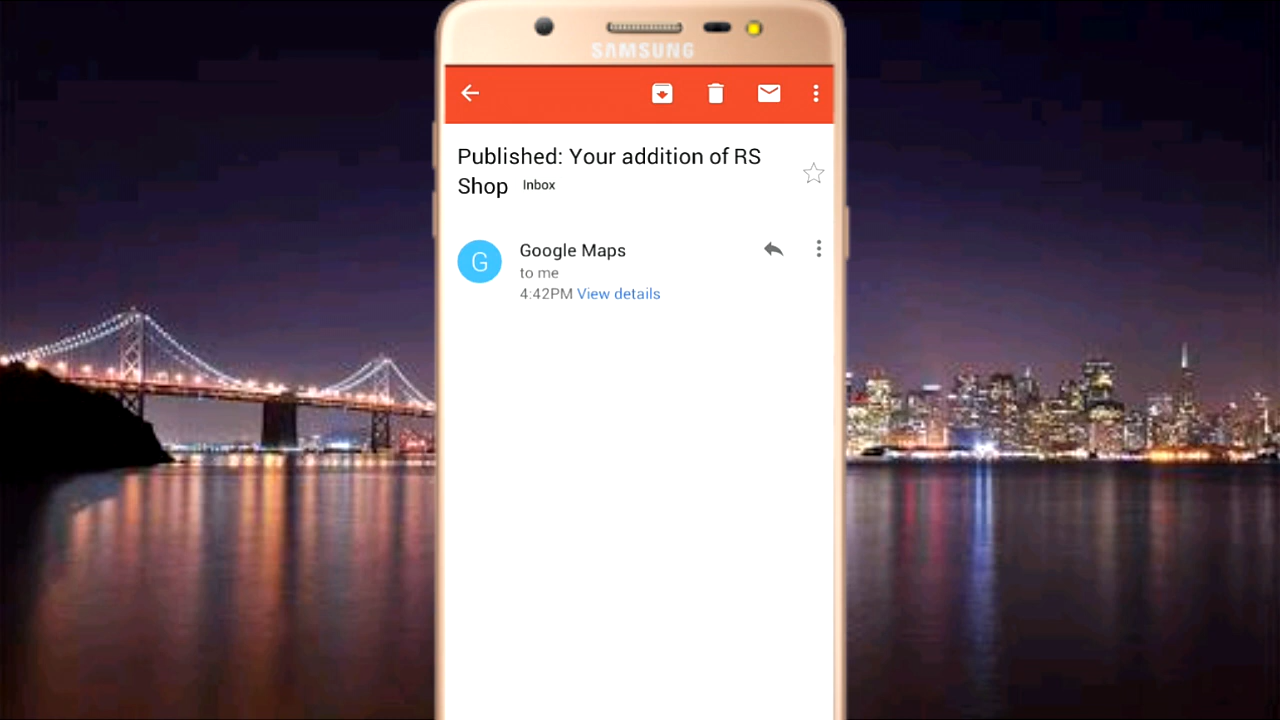 SAMSUNG
Published: Your addition of RS
Shop Inbox
G
Google Maps
to me
4:42PM View details